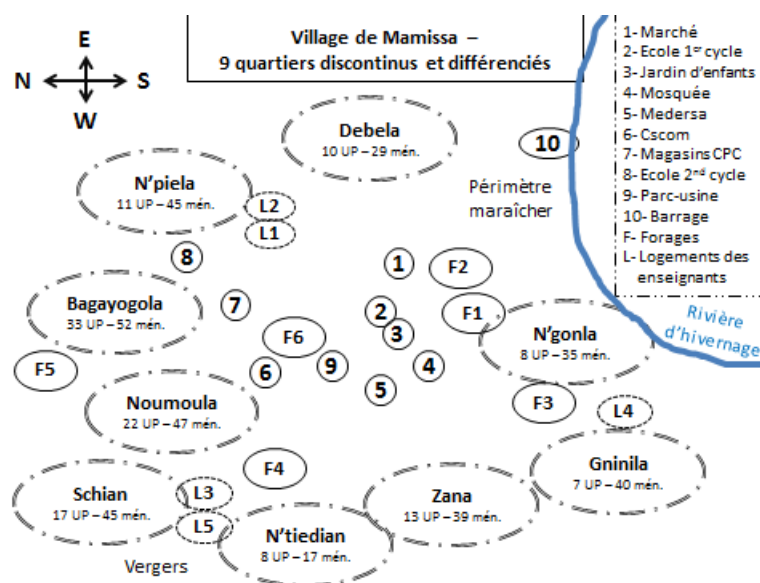 Village de Mamissa –
9 quartiers discontinus et différenciés
E
N
S
W
1- Marché
2- Ecole 1er cycle
3- Jardin d'enfants
4- Mosquée
5- Medersa
6- Cscom
7- Magasins CPC
8- Ecole 2nd cycle
9- Parc-usine
10- Barrage
F- Forages
L- Logements des
enseignants
Debela
10 UP – 29 mén.
10
N'piela
11 UP – 45 mén.
Périmètre
maraîcher
L2
L1
8
1
F2
Bagayogola
33 UP – 52 mén.
7
2
F1
3
Rivière
d'hivernage
N'gonla
8 UP – 35 mén.
F6
F5
6
9
4
5
Noumoula
22 UP – 47 mén.
F3
L4
F4
Gninila
7 UP – 40 mén.
Schian
17 UP – 45 mén.
L3
L5
Zana
13 UP – 39 mén.
N'tiedian
8 UP – 17 mén.
Vergers